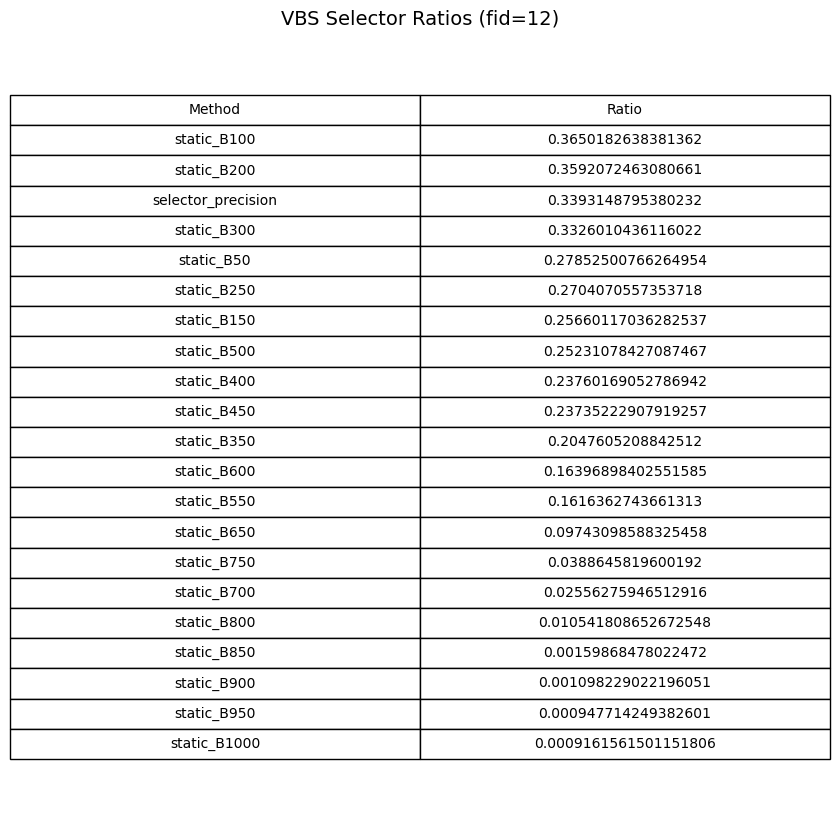 VBS Selector Ratios (fid=12)
Method Ratio
static_B100 0.3650182638381362
static_B200 0.3592072463080661
selector_precision 0.3393148795380232
static_B300 0.3326010436116022
static_B50 0.27852500766264954
static_B250 0.2704070557353718
static_B150 0.25660117036282537
static_B500 0.25231078427087467
static_B400 0.23760169052786942
static_B450 0.23735222907919257
static_B350 0.2047605208842512
static_B600 0.16396898402551585
static_B550 0.1616362743661313
static_B650 0.09743098588325458
static_B750 0.0388645819600192
static_B700 0.02556275946512916
static_B800 0.010541808652672548
static_B850 0.00159868478022472
static_B900 0.001098229022196051
static_B950 0.000947714249382601
static_B1000 0.0009161561501151806